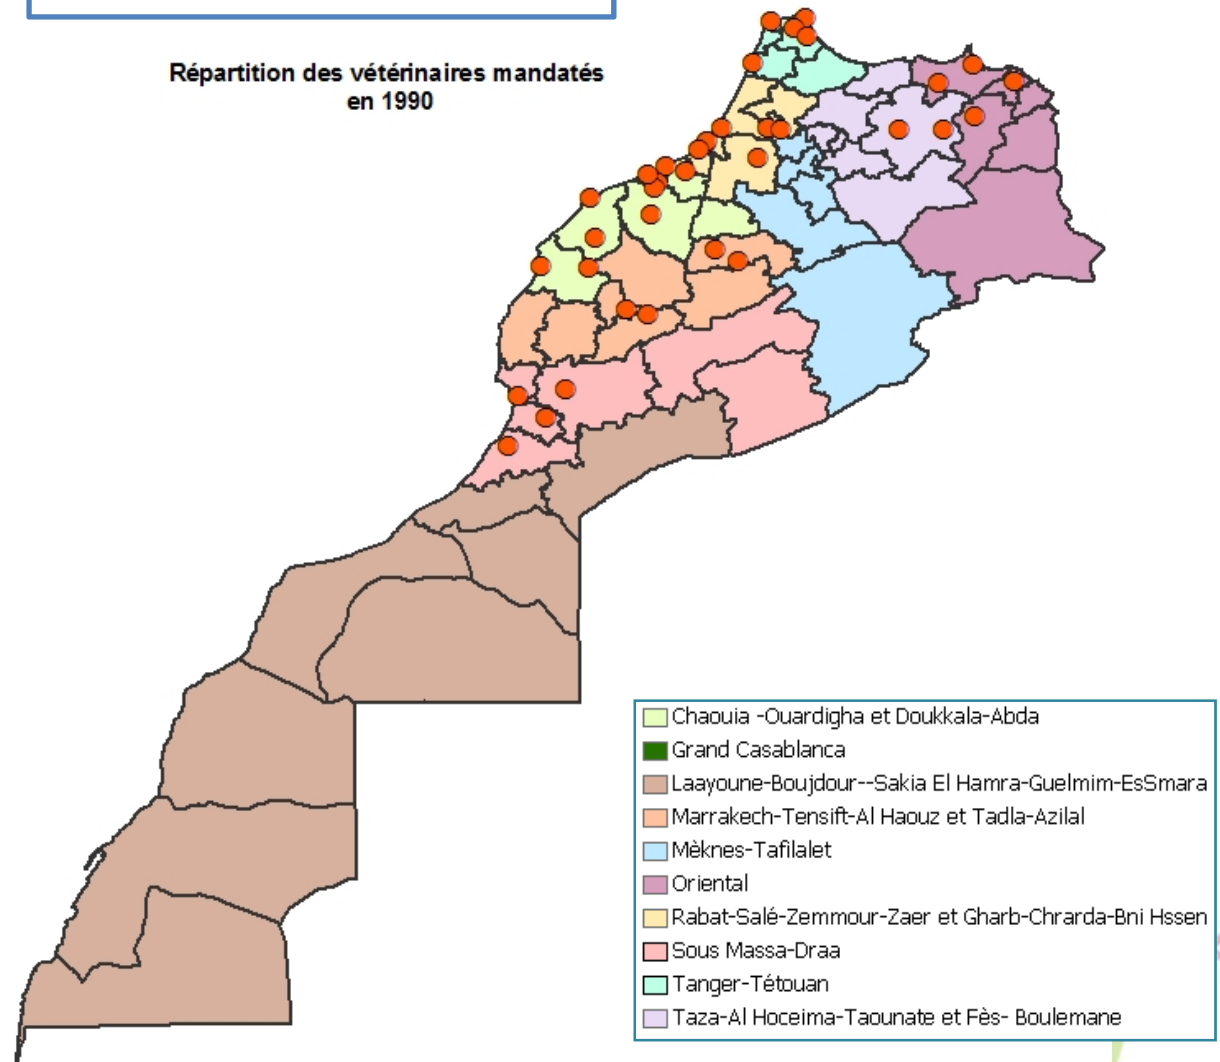 Répartition des vétérinaires mandatés
en 1990
Chaouia -Ouardigha et Doukkala-Abda
Grand Casablanca
Laayoune-Boujdour--Sakia El Hamra-Guelmim-EsSmara
Marrakech-Tensift-Al Haouz et Tadla-Azilal
Mèknes-Tafilalet
Oriental
Rabat-Salé-Zemmour-Zaer et Gharb-Chrarda-Bni Hssen
Sous Massa-Draa
Tanger-Tétouan
Taza-Al Hoceima-Taounate et Fès- Boulemane